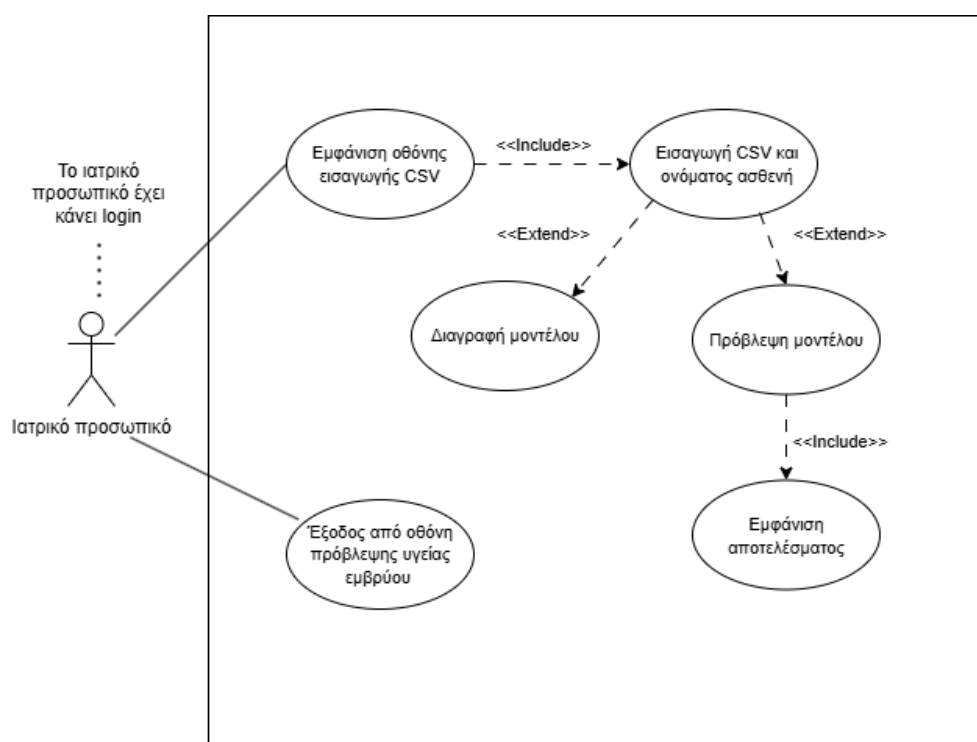 Το ιατρικό
προσωπικό έχει
κάνει login
Ιατρικό προσωπικό
Εμφάνιση οθόνης
εισαγωγής CSV
<<Include>>
Εισαγωγή CSV και
ονόματος ασθενή
<<Extend>>
<<Extend>>
Διαγραφή μοντέλου
Πρόβλεψη μοντέλου
<<Include>>
Έξοδος από οθόνη
πρόβλεψης υγείας
εμβρύου
Εμφάνιση
αποτελέσματος